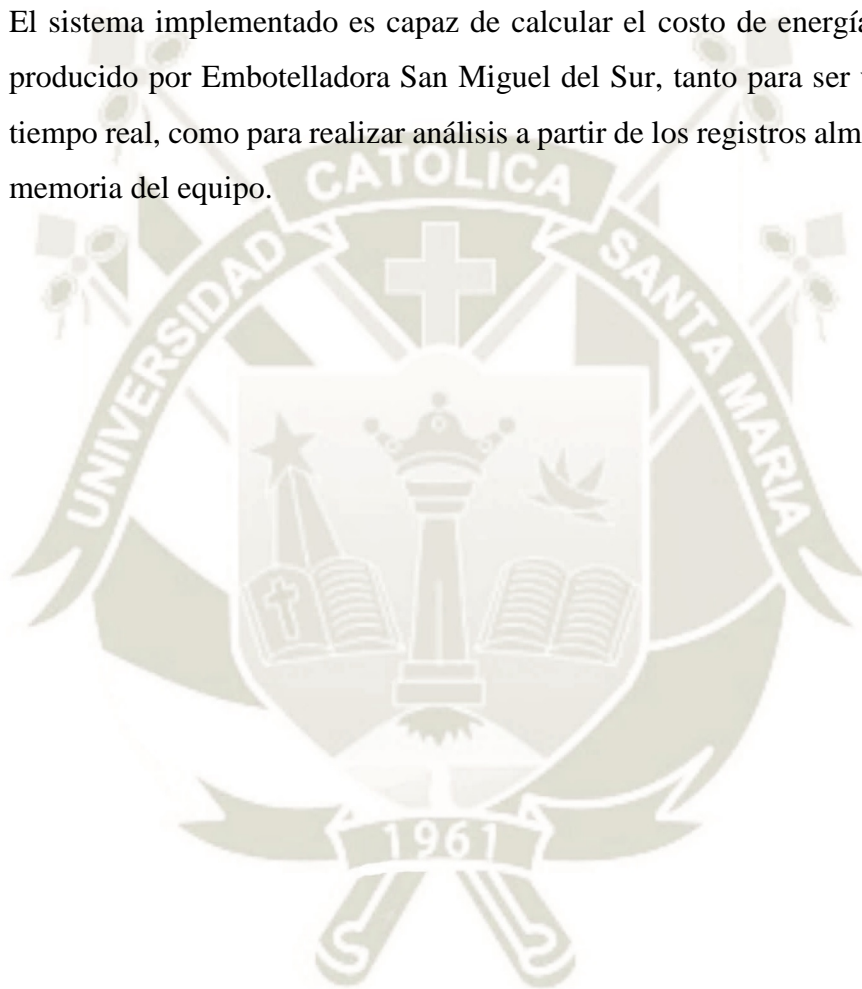 El sistema implementado es capaz de calcular el costo de energía
producido por Embotelladora San Miguel del Sur, tanto para ser
tiempo real, como para realizar análisis a partir de los registros
memoria del equipo.
UNIVERSIDAD CATOLICA SANTA MARIA
1961